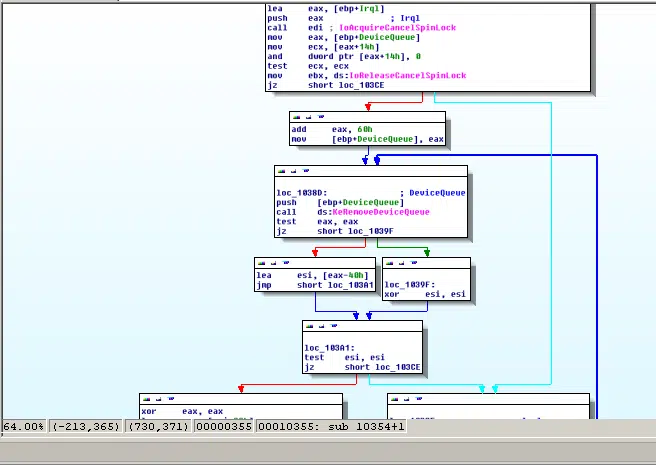 lea eax, [ebp+Irql]
push eax ; Irql
call edi ; IoAcquireCancelSpinLock
mov eax, [ebp+DeviceQueue]
mov ecx, [eax+14h]
and dword ptr [eax+14h], 0
test ecx, ecx
mov ebx, ds:IoReleaseCancelSpinLock
jz short loc_103CE
add eax, 60h
mov [ebp+DeviceQueue], eax
loc_1038D: ; DeviceQueue
push [ebp+DeviceQueue]
call ds:KeRemoveDeviceQueue
test eax, eax
jz short loc_1039F
lea esi, [eax-40h]
jmp short loc_103A1
loc_1039F:
xor esi, esi
loc_103A1:
test esi, esi
jz short loc_103CE
xor eax, eax
64.00% (-213,365) (730,371) 00000355 00010355: sub 10354+1